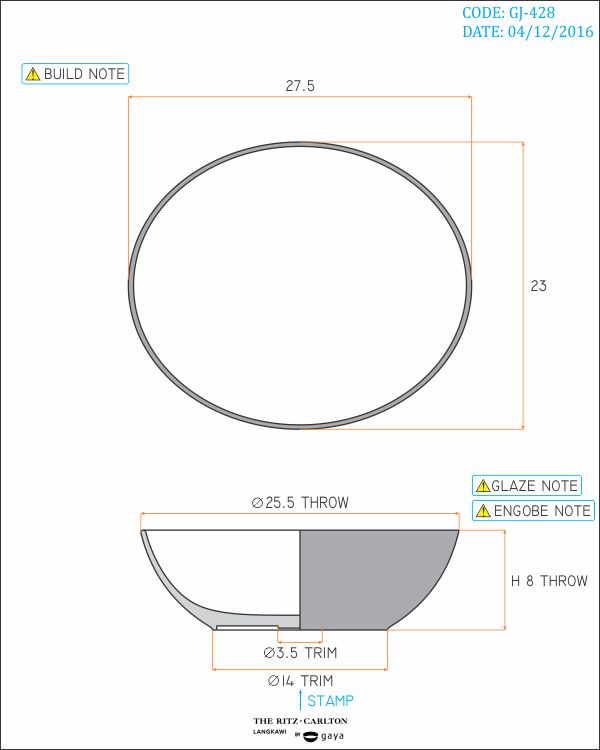 CODE: GJ-428
DATE: 04/12/2016
BUILD NOTE
27.5
23
GLAZE NOTE
∅25.5 THROW
ENGOBE NOTE
H 8 THROW
∅3.5 TRIM
∅14 TRIM
STAMP
THE RITZ-CARLTON
LANGKAWI BY gaya